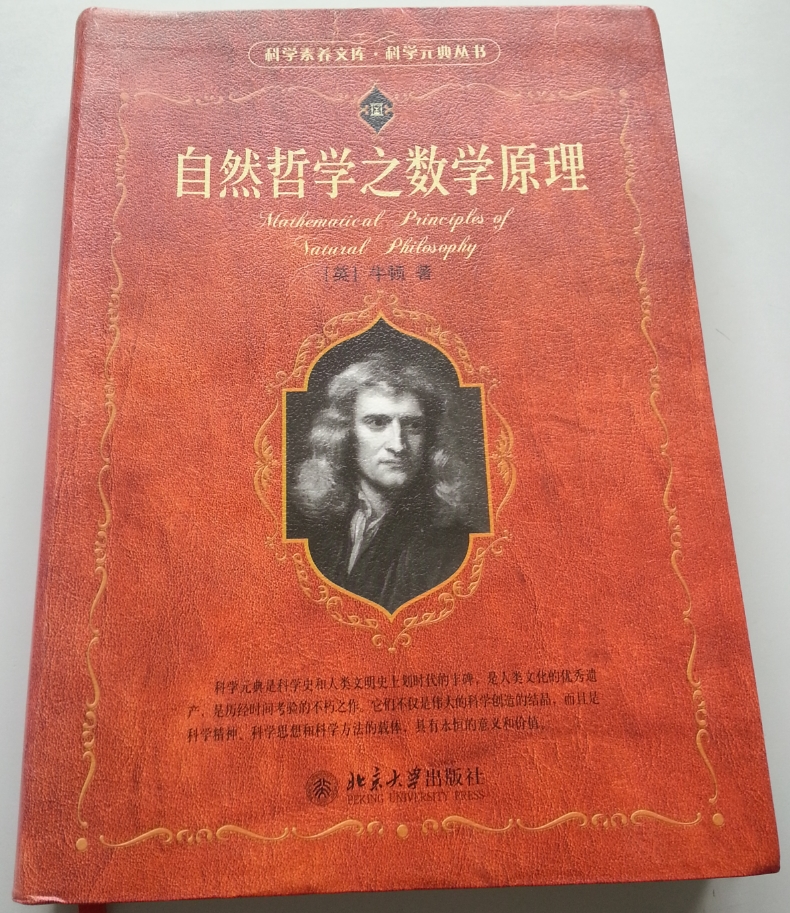 科学素养文库·科学元典丛书
自然哲学之数学原理
Mathematical Principles of
Natural Philosophy
[英] 牛顿 著
科学元典是科学史和人类文明史上划时代的丰碑，是人类文化的优秀遗
产，是历经时间考验的不朽之作。它们不仅是伟大的科学创造的结晶，而且是
科学精神、科学思想和科学方法的载体，具有永恒的意义和价值。
北京大学出版社
PEKING UNIVERSITY PRESS